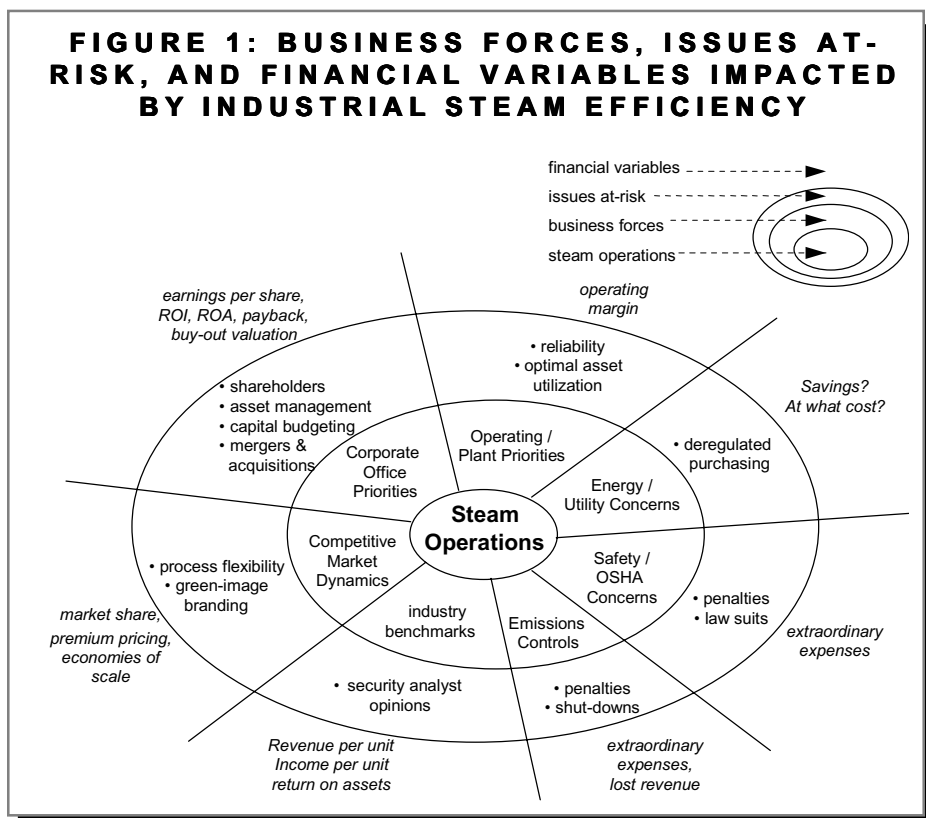 FIGURE 1: BUSINESS FORCES, ISSUES AT-
RISK, AND FINANCIAL VARIABLES IMPACTED
BY INDUSTRIAL STEAM EFFICIENCY
financial variables
issues at-risk
business forces
steam operations
earnings per share,
ROI, ROA, payback,
buy-out valuation
operating
margin
• reliability
• optimal asset
utilization
Savings?
At what cost?
• shareholders
• asset management
• capital budgeting
• mergers &
acquisitions
Corporate
Office
Priorities
Operating /
Plant Priorities
• deregulated
purchasing
Energy /
Utility Concerns
Steam
Operations
Competitive
Market
Dynamics
Safety /
OSHA
Concerns
• process flexibility
• green-image
branding
• penalties
• law suits
market share,
premium pricing,
economies of
scale
industry
benchmarks
Emissions
Controls
extraordinary
expenses
• security analyst
opinions
• penalties
• shut-downs
Revenue per unit
Income per unit
return on assets
extraordinary
expenses,
lost revenue